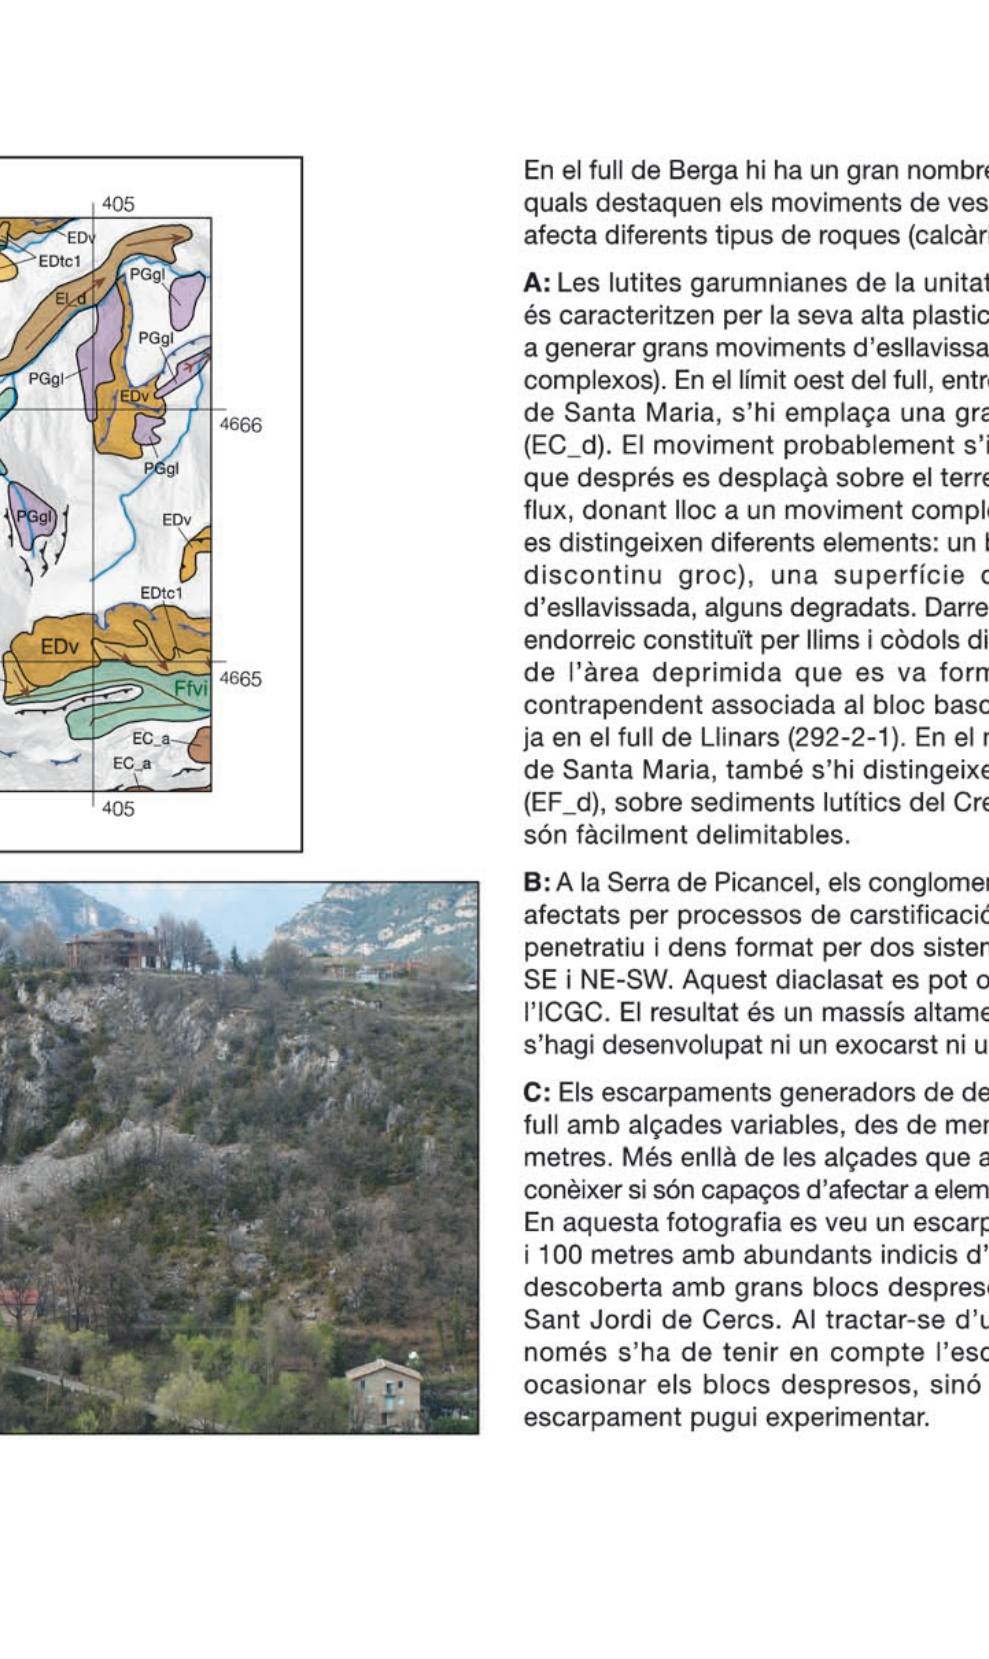 405
EDv
EDtc1
PGgl
El_d
PGgl
PGgl
EDv
4666
PGgl
PGgl
EDv
EDtc1
EDv
4665
Ffvi
EC_a
EC_a
405
En el full de Berga hi ha un gran nombre
quals destaquen els moviments de ves
afecta diferents tipus de roques (calcàri
A: Les lutites garumnianes de la unitat
és caracteritzen per la seva alta plastic
a generar grans moviments d'esllavissa
complexos). En el límit oest del full, entre
de Santa Maria, s'hi emplaça una gra
(EC_d). El moviment probablement s'i
que després es desplaçà sobre el terre
flux, donant lloc a un moviment comple
es distingeixen diferents elements: un b
discontinu groc), una superfície d
d'esllavissada, alguns degradats. Darre
endorreic constituït per llims i còdols di
de l'àrea deprimida que es va form
contrapendent associada al bloc basc
ja en el full de Llinars (292-2-1). En el m
de Santa Maria, també s'hi distingeixe
(EF_d), sobre sediments lutítics del Cre
són fàcilment delimitables.
B: A la Serra de Picancel, els conglomer
afectats per processos de carstificació
penetratiu i dens format per dos sistem
SE i NE-SW. Aquest diaclasat es pot o
l'ICGC. El resultat és un massís altame
s'hagi desenvolupat ni un exocarst ni u
C: Els escarpaments generadors de de
full amb alçades variables, des de men
metres. Més enllà de les alçades que a
conèixer si són capaços d'afectar a elem
En aquesta fotografia es veu un escarp
i 100 metres amb abundants indicis d'
descoberta amb grans blocs despresc
Sant Jordi de Cercs. Al tractar-se d'u
només s'ha de tenir en compte l'esc
ocasionar els blocs despresos, sinó
escarpament pugui experimentar.